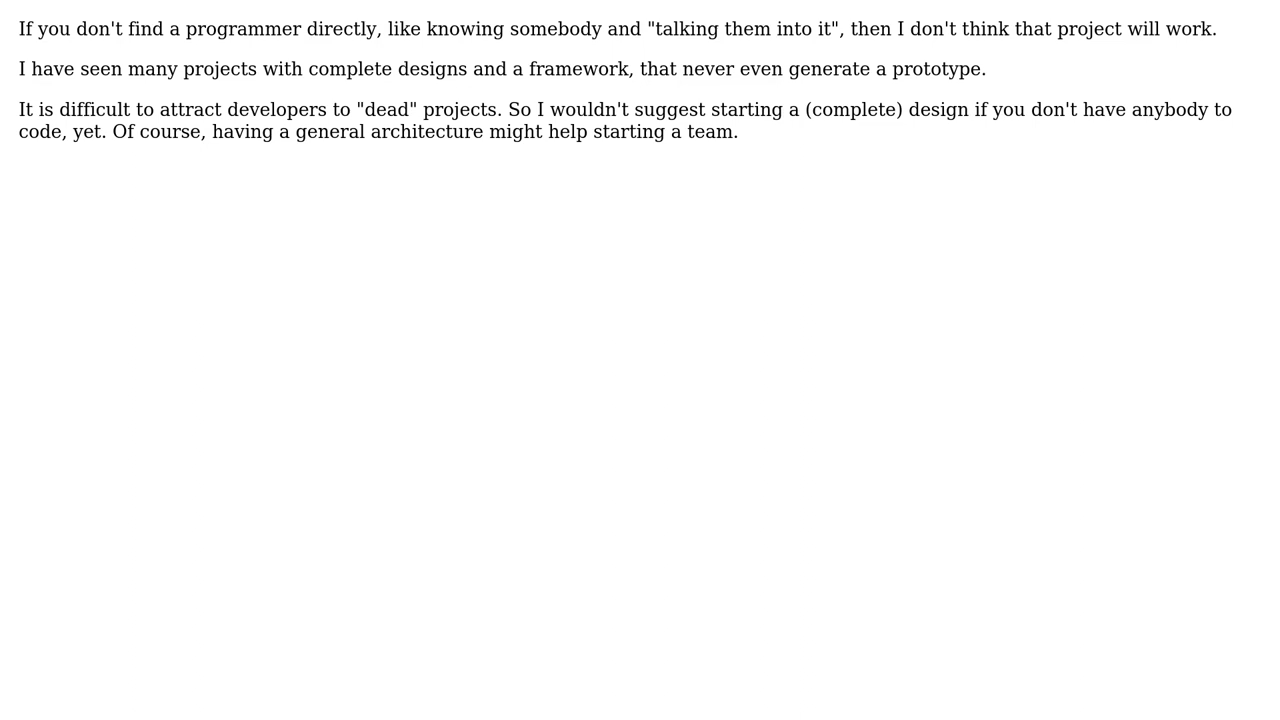 If you don't find a programmer directly, like knowing somebody and "talking them into it", then I don't think that project will work.
I have seen many projects with complete designs and a framework, that never even generate a prototype.
It is difficult to attract developers to "dead" projects. So I wouldn't suggest starting a (complete) design if you don't have anybody to
code, yet. Of course, having a general architecture might help starting a team.